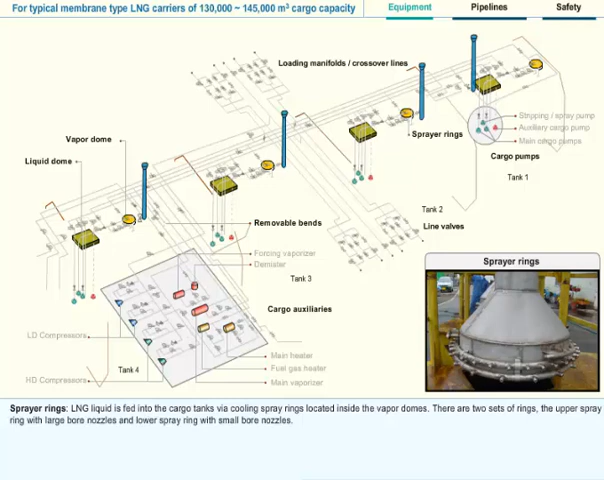 For typical membrane type LNG carriers of 130,000 ~ 145,000 m³ cargo capacity
Equipment
Pipelines
Safety
Loading manifolds / crossover lines
Vapor dome
Liquid dome
Sprayer rings
Stripping / spray pump
Auxiliary cargo pump
Main cargo pumps
Cargo pumps
Tank 1
Tank 2
Line valves
Removable bends
Forcing vaporizer
Demister
Tank 3
Cargo auxiliaries
LD Compressors
HD Compressors
Tank 4
Main heater
Fuel gas heater
Main vaporizer
Sprayer rings
Sprayer rings: LNG liquid is fed into the cargo tanks via cooling spray rings located inside the vapor domes. There are two sets of rings, the upper spray
ring with large bore nozzles and lower spray ring with small bore nozzles.